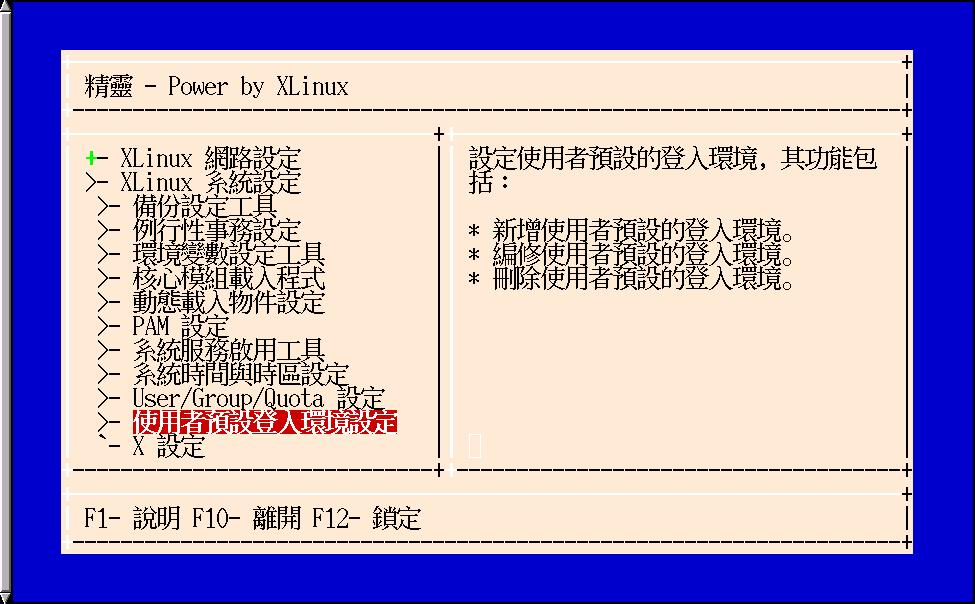 精靈 - Power by XLinux
+- XLinux 網路設定
>- XLinux 系統設定
>- 備份設定工具
>- 例行性事務設定
>- 環境變數設定工具
>- 核心模組載入程式
>- 動態載入物件設定
>- PAM 設定
>- 系統服務啟用工具
>- 系統時間與時區設定
>- User/Group/Quota 設定
>- 使用者預設登入環境設定
`- X 設定
設定使用者預設的登入環境，其功能包
括：
* 新增使用者預設的登入環境。
* 編修使用者預設的登入環境。
* 刪除使用者預設的登入環境。
F1- 說明 F10- 離開 F12- 鎖定